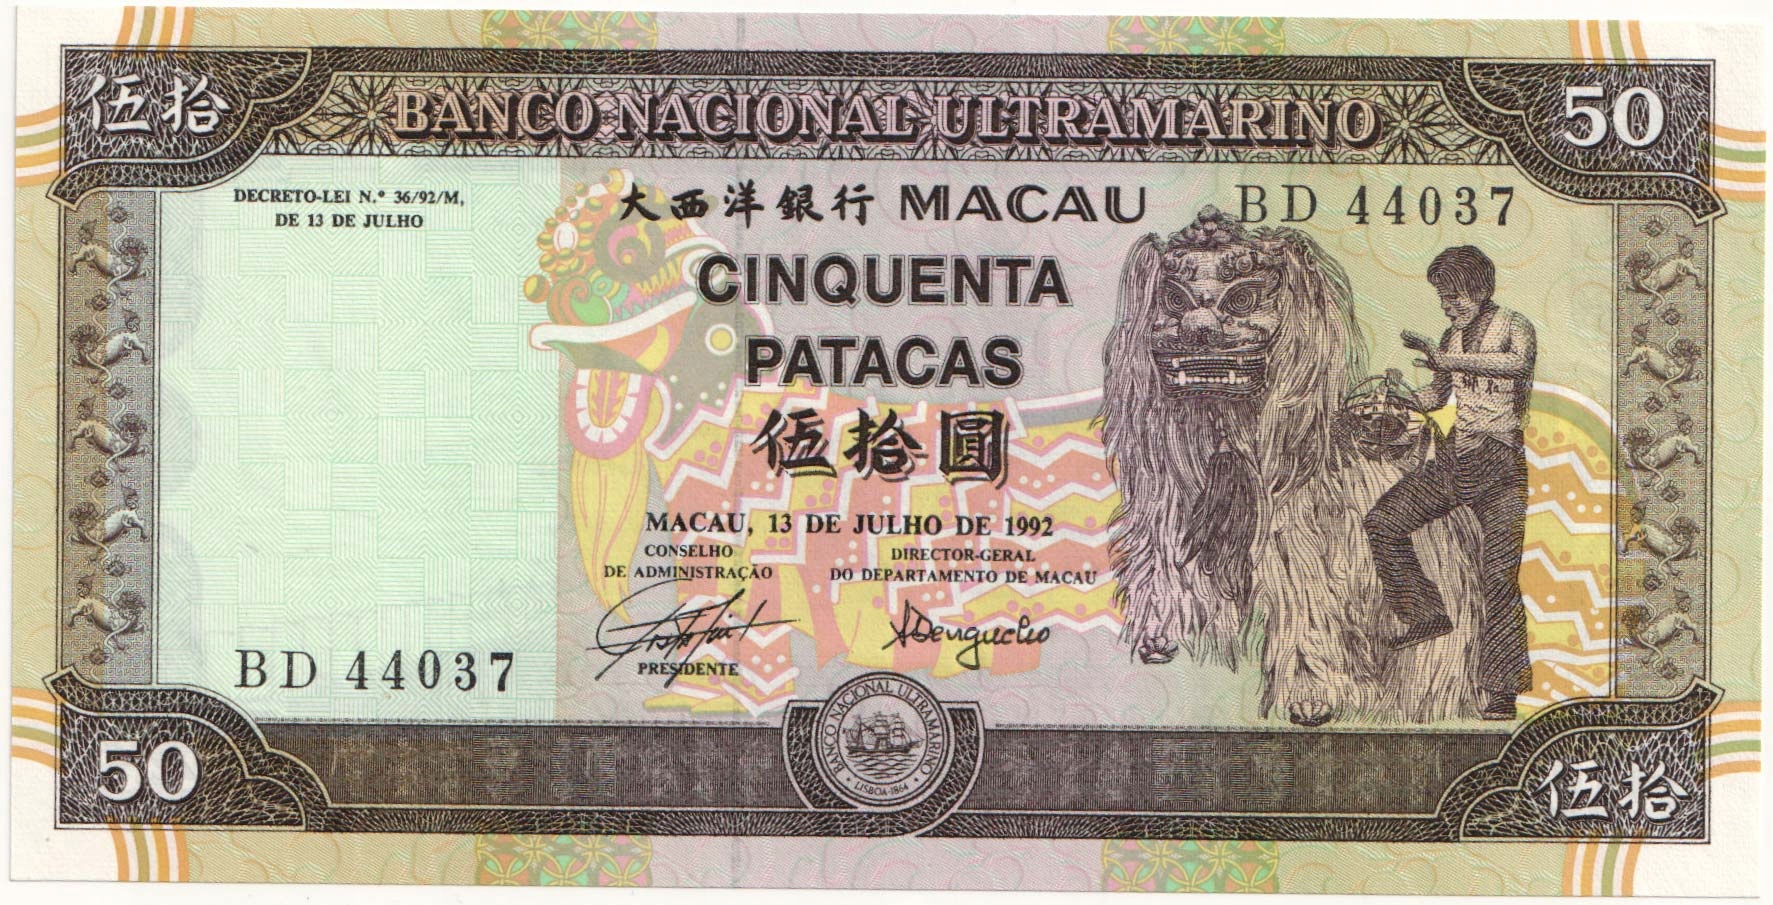 伍拾
BANCO NACIONAL ULTRAMARINO
50
DECRETO-LEI N.º 36/92/M,
DE 13 DE JULHO
大西洋銀行 MACAU
BD 44037
CINQUENTA
PATACAS
伍拾圓
MACAU, 13 DE JULHO DE 1992
CONSELHO
DE ADMINISTRAÇÃO
DIRECTOR-GERAL
DO DEPARTAMENTO DE MACAU
PRESIDENTE
BD 44037
BANCO NACIONAL ULTRAMARINO
LISBOA-1864
50
伍拾